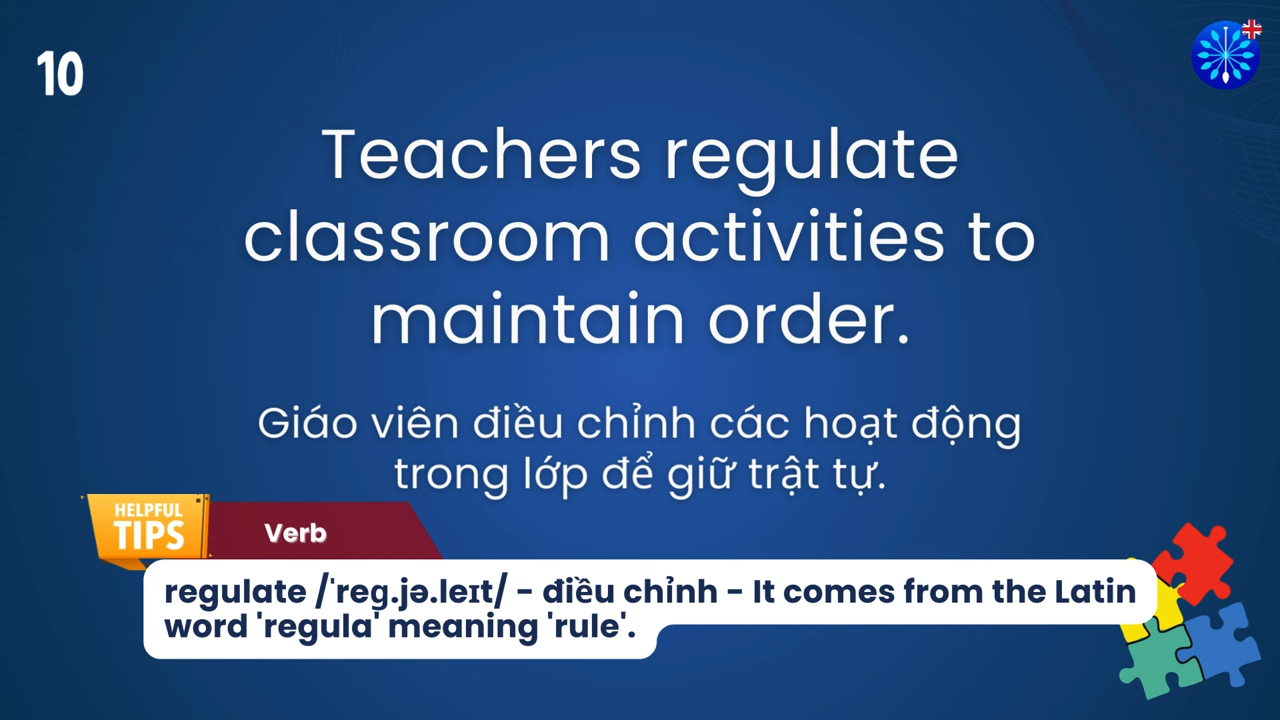 10
Teachers regulate
classroom activities to
maintain order.
Giáo viên điều chỉnh các hoạt động
trong lớp để giữ trật tự.
HELPFUL
TIPS
Verb
regulate /ˈreɡ.jə.leɪt/ - điều chỉnh - It comes from the Latin
word 'regula' meaning 'rule'.